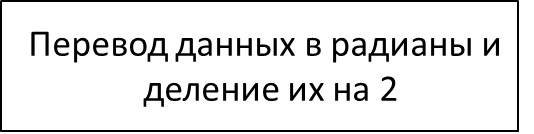 Перевод данных в радианы и
деление их на 2